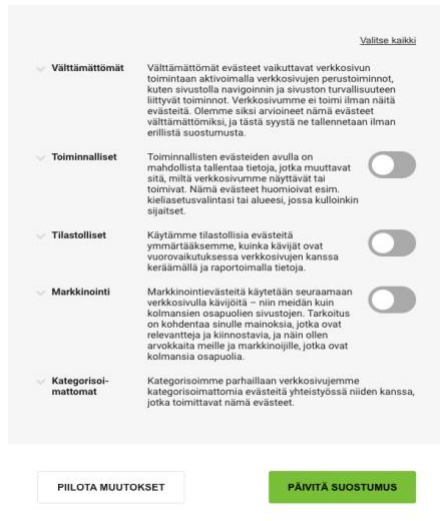 Valitse kaikki
Välttämättömät
Välttämättömät evästeet vaikuttavat verkkosivun
toimintaan aktivoimalla verkkosivujen perustoiminnot,
kuten sivustolla navigoinnin ja sivuston turvallisuuteen
liittyvät toiminnot. Verkkosivumme ei toimi ilman näitä
evästeitä. Olemme siksi arvioineet nämä evästeet
välttämättömiksi, ja tästä syystä ne tallennetaan ilman
erillistä suostumusta.
Toiminnalliset
Toiminnallisten evästeiden avulla on
mahdollista tallentaa tietoja, jotka muuttavat
sitä, miltä verkkosivumme näyttävät tai
toimivat. Nämä evästeet huomioivat esim.
kieliasetusvalintasi tai alueesi, jossa kulloinkin
sijaitset.
Tilastolliset
Käytämme tilastollisia evästeitä
ymmärtääksemme, kuinka kävijät ovat
vuorovaikutuksessa verkkosivujen kanssa
keräämällä ja raportoimalla tietoja.
Markkinointi
Markkinointievästeitä käytetään seuraamaan
verkkosivulla kävijöitä – niin meidän kuin
kolmansien osapuolien sivustojen. Tarkoitus
on kohdentaa sinulle mainoksia, jotka ovat
relevantteja ja kiinnostavia, ja näin ollen
arvokkaita meille ja markkinoijille, jotka ovat
kolmansia osapuolia.
Kategorisoi-
mattomat
Kategorisoimme parhaillaan verkkosivujemme
kategorisoimattomia evästeitä yhteistyössä niiden kanssa,
jotka toimittavat nämä evästeet.
PIILOTA MUUTOKSET
PÄIVITÄ SUOSTUMUS